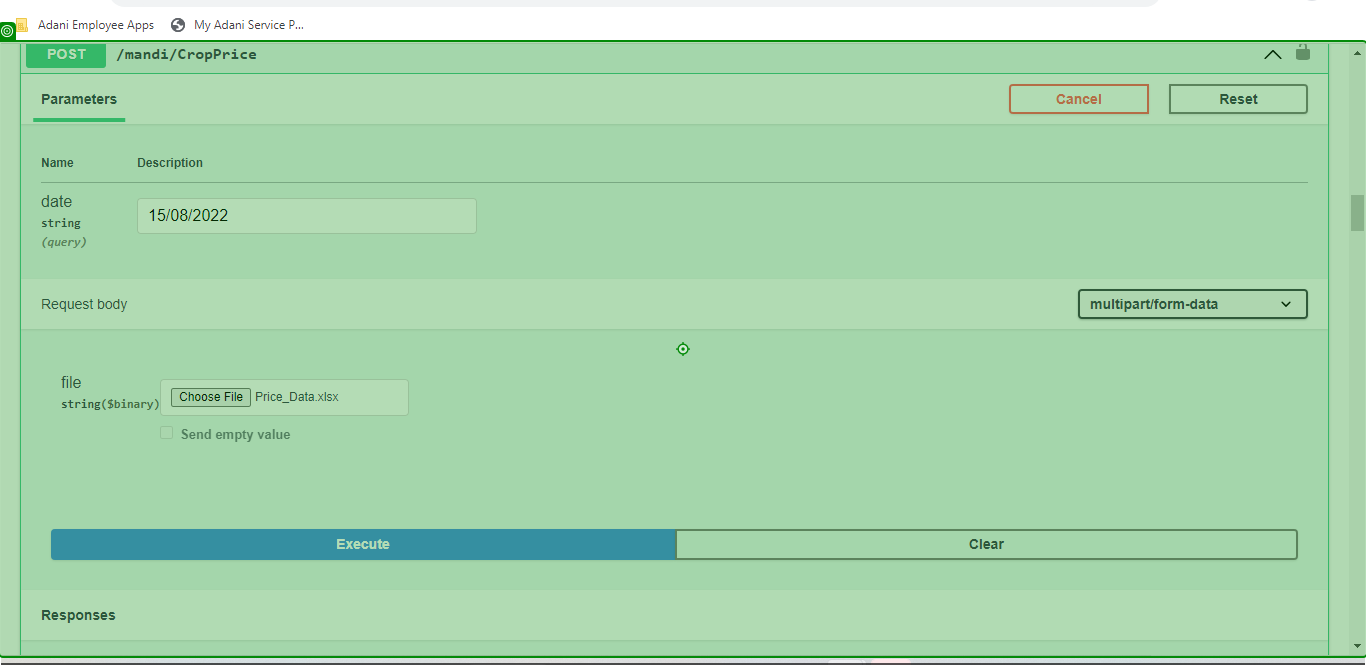 Adani Employee Apps My Adani Service P...
POST /mandi/CropPrice
Parameters Cancel Reset
Name Description
date
15/08/2022
string
(query)
Request body multipart/form-data
file
Choose File Price_Data.xlsx
string($binary)
Send empty value
Execute Clear
Responses